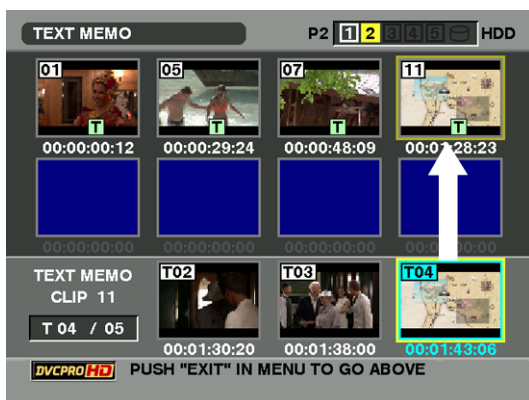 TEXT MEMO P2 1 2 3 4 5 HDD
01 05 07 11
T T T T
00:00:00:12 00:00:29:24 00:00:48:09 00:01:28:23
00:00:00:00 00:00:00:00 00:00:00:00 00:00:00:00
TEXT MEMO
CLIP 11
T 04 / 05
T02 T03 T04
00:01:30:20 00:01:38:00 00:01:43:06
DVCPRO HD PUSH "EXIT" IN MENU TO GO ABOVE